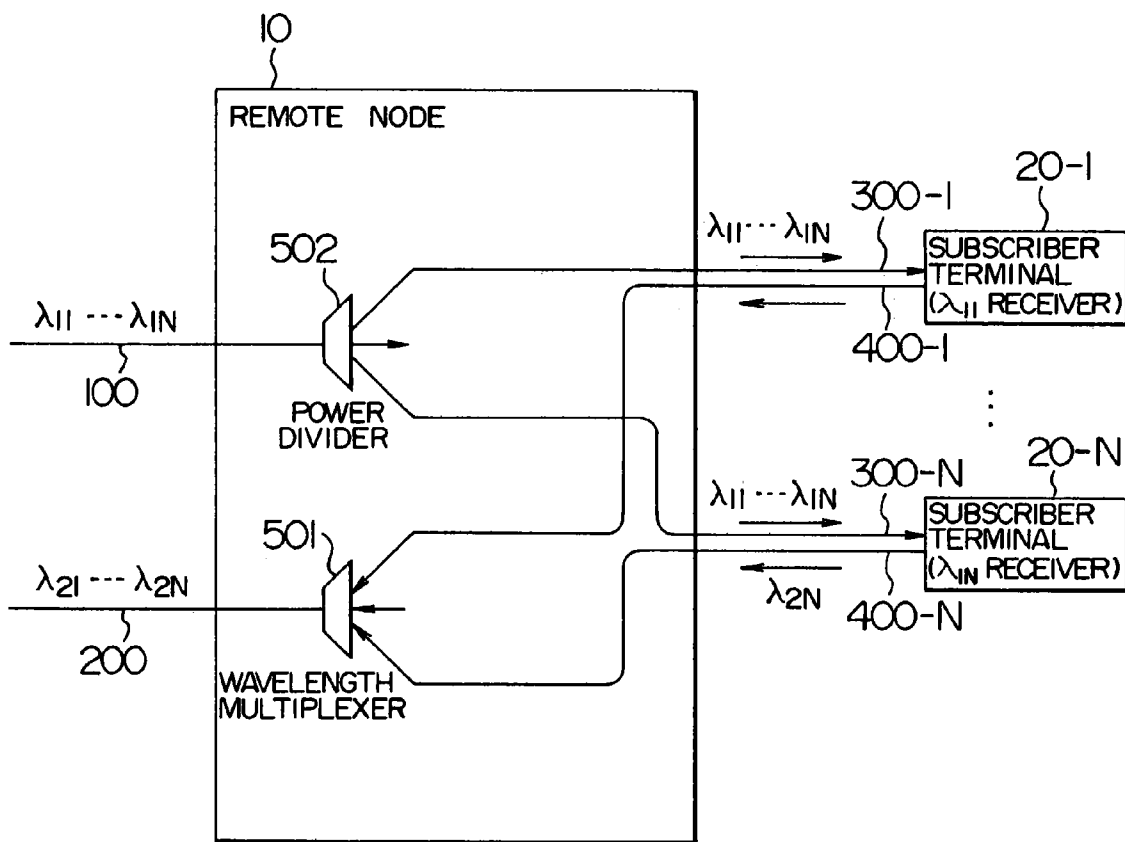 10
REMOTE NODE
20-1
300-1
λ11 ··· λ1N
SUBSCRIBER
TERMINAL
(λ11 RECEIVER)
502
400-1
λ11 ··· λ1N
100
POWER
DIVIDER
⋮
20-N
300-N
λ11 ··· λ1N
SUBSCRIBER
TERMINAL
(λ1N RECEIVER)
501
λ2N
400-N
λ21 ··· λ2N
200
WAVELENGTH
MULTIPLEXER